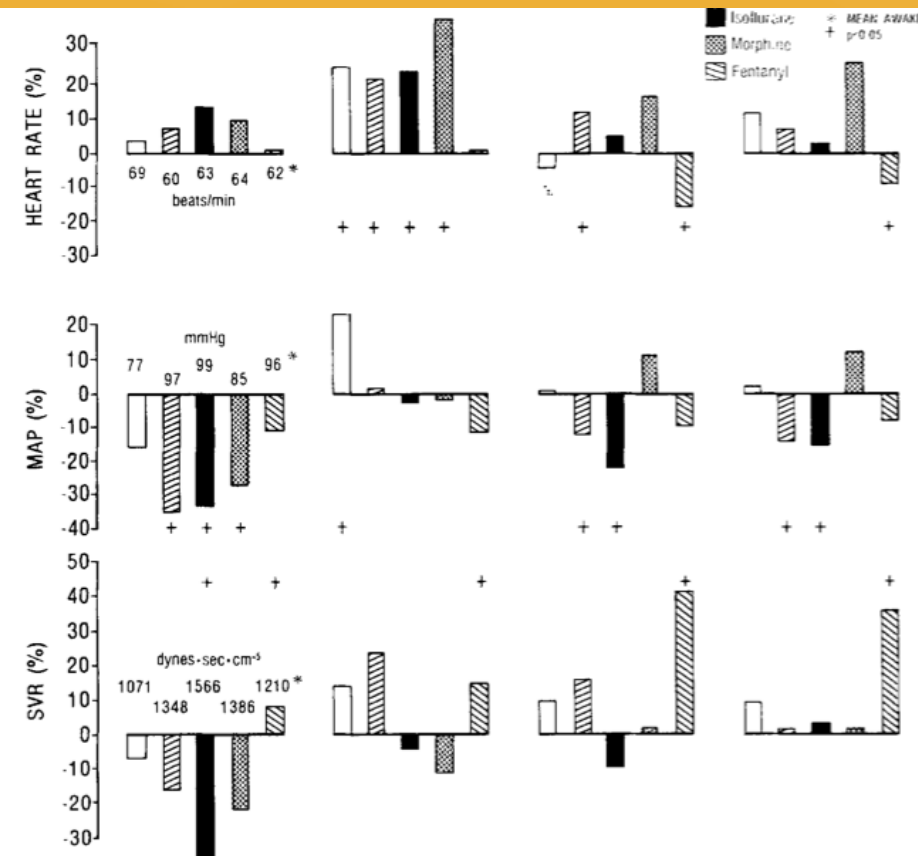 Isoflurane * MEAN AWAKE
Morphine + p<0.05
Fentanyl
HEART RATE (%)
30
20
10
0
-10
-20
-30
69 60 63 64 62 *
beats/min
+ + + + + + +
MAP (%)
20
10
0
-10
-20
-30
-40
mmHg
77 97 99 85 96 *
+ + + + + + + +
SVR (%)
50
40
30
20
10
0
-10
-20
-30
+ + + + +
dynes·sec·cm⁻⁵
1071 1348 1566 1386 1210 *